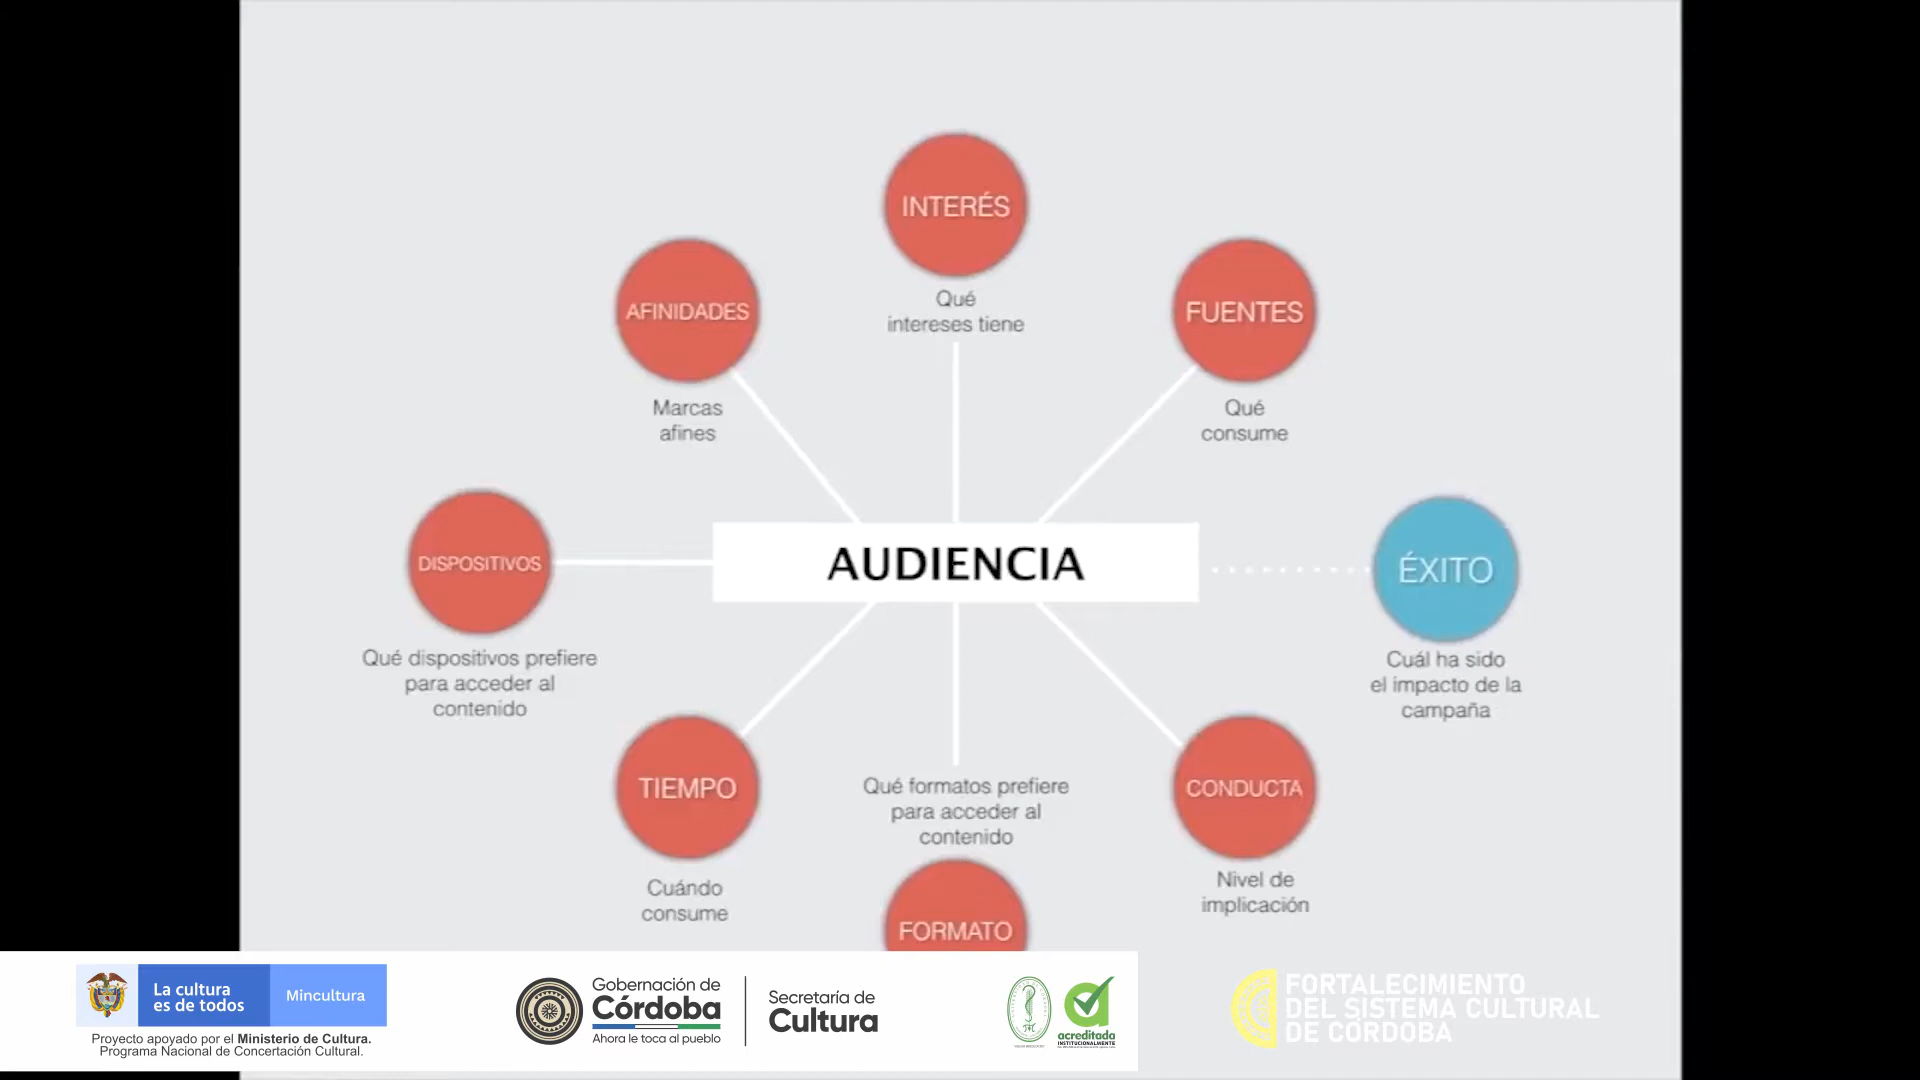 INTERÉS
Qué
intereses tiene
AFINIDADES
Marcas
afines
FUENTES
Qué
consume
DISPOSITIVOS
Qué dispositivos prefiere
para acceder al
contenido
AUDIENCIA
ÉXITO
Cuál ha sido
el impacto de la
campaña
TIEMPO
Cuándo
consume
Qué formatos prefiere
para acceder al
contenido
FORMATO
CONDUCTA
Nivel de
implicación
La cultura
es de todos
Mincultura
Proyecto apoyado por el Ministerio de Cultura.
Programa Nacional de Concertación Cultural.
Gobernación de
Córdoba
Ahora le toca al pueblo
Secretaría de
Cultura
acreditada
INSTITUCIONALMENTE
FORTALECIMIENTO
DEL SISTEMA CULTURAL
DE CÓRDOBA